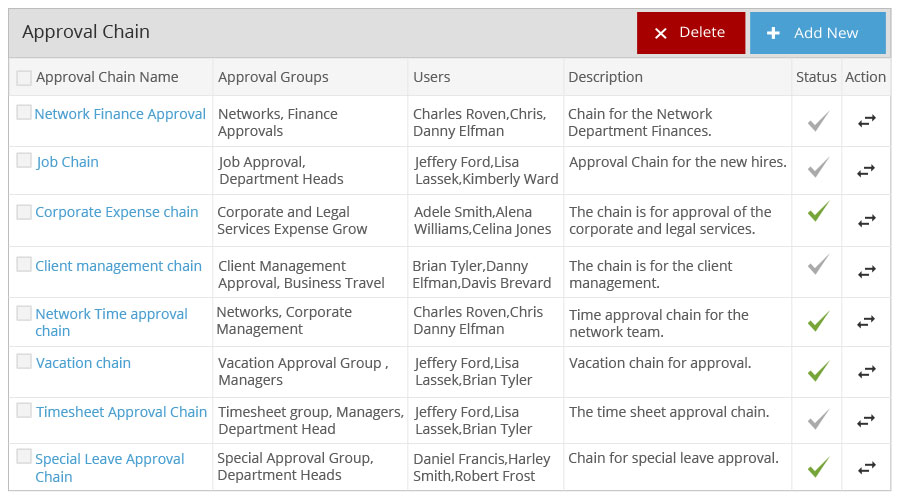 Approval Chain
Delete
Add New
Approval Chain Name
Approval Groups
Users
Description
Status
Action
Network Finance Approval
Networks, Finance
Approvals
Charles Roven,Chris,
Danny Elfman
Chain for the Network
Department Finances.
Job Chain
Job Approval,
Department Heads
Jeffery Ford,Lisa
Lassek,Kimberly Ward
Approval Chain for the new hires.
Corporate Expense chain
Corporate and Legal
Services Expense Grow
Adele Smith,Alena
Williams,Celina Jones
The chain is for approval of the
corporate and legal services.
Client management chain
Client Management
Approval, Business Travel
Brian Tyler,Danny
Elfman,Davis Brevard
The chain is for the client
management.
Network Time approval
chain
Networks, Corporate
Management
Charles Roven,Chris
Danny Elfman
Time approval chain for the
network team.
Vacation chain
Vacation Approval Group ,
Managers
Jeffery Ford,Lisa
Lassek,Brian Tyler
Vacation chain for approval.
Timesheet Approval Chain
Timesheet group, Managers,
Department Head
Jeffery Ford,Lisa
Lassek,Brian Tyler
The time sheet approval chain.
Special Leave Approval
Chain
Special Approval Group,
Department Heads
Daniel Francis,Harley
Smith,Robert Frost
Chain for special leave approval.